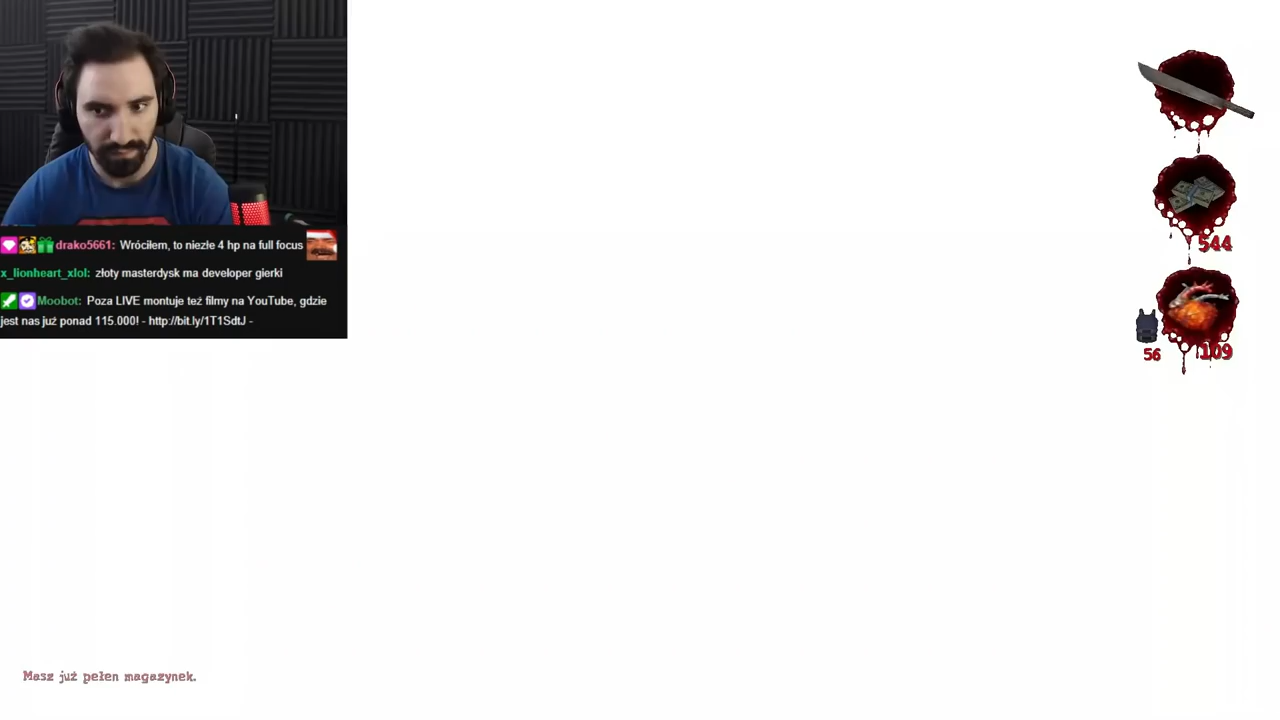 drako5661: Wróciłem, to niezłe 4 hp na full focus
x_lionheart_xlol: złoty masterdysk ma developer gierki
Moobot: Poza LIVE montuje też filmy na YouTube, gdzie
jest nas już ponad 115.000! - http://bit.ly/1T1SdtJ -
544
56
109
Masz już pełen magazynek.